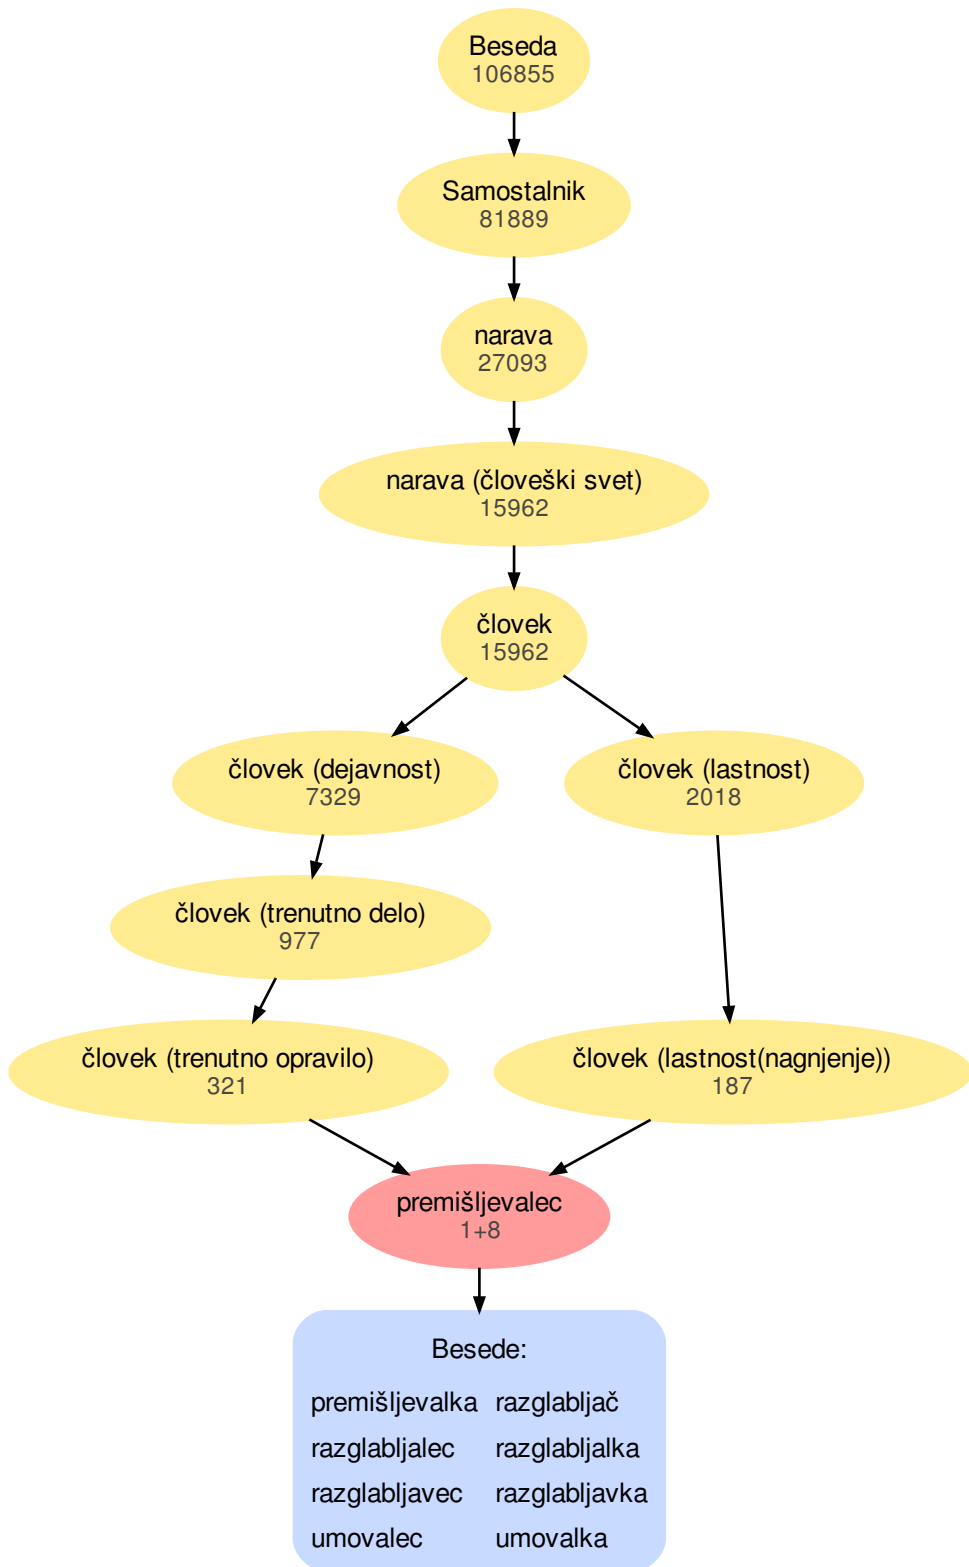 Beseda
106855
Samostalnik
81889
narava
27093
narava (človeški svet)
15962
človek
15962
človek (dejavnost)
7329
človek (lastnost)
2018
človek (trenutno delo)
977
človek (trenutno opravilo)
321
človek (lastnost(nagnjenje))
187
premišljevalec
1+8
Besede:
premišljevalka razglabljač
razglabljalec razglabljalka
razglabljavec razglabljavka
umovalec umovalka